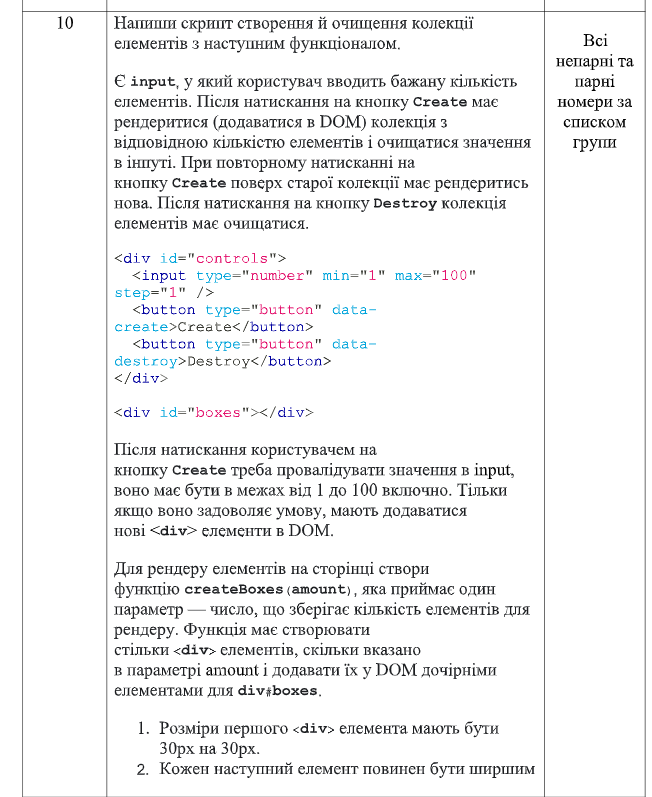 10
Напиши скрипт створення й очищення колекції
елементів з наступним функціоналом.
Є input, у який користувач вводить бажану кількість
елементів. Після натискання на кнопку Create має
рендеритися (додаватися в DOM) колекція з
відповідною кількістю елементів і очищатися значення
в інпуті. При повторному натисканні на
кнопку Create поверх старої колекції має рендеритись
нова. Після натискання на кнопку Destroy колекція
елементів має очищатися.
<div id="controls">
<input type="number" min="1" max="100"
step="1" />
<button type="button" data-
create>Create</button>
<button type="button" data-
destroy>Destroy</button>
</div>
<div id="boxes"></div>
Після натискання користувачем на
кнопку Create треба провалідувати значення в input,
воно має бути в межах від 1 до 100 включно. Тільки
якщо воно задоволяє умову, мають додаватися
нові <div> елементи в DOM.
Для рендеру елементів на сторінці створи
функцію createBoxes(amount), яка приймає один
параметр — число, що зберігає кількість елементів для
рендеру. Функція має створювати
стільки <div> елементів, скільки вказано
в параметрі amount і додавати їх у DOM дочірніми
елементами для div#boxes.
1. Розміри першого <div> елемента мають бути
30px на 30px.
2. Кожен наступний елемент повинен бути ширшим
Всі
непарні та
парні
номери за
списком
групи